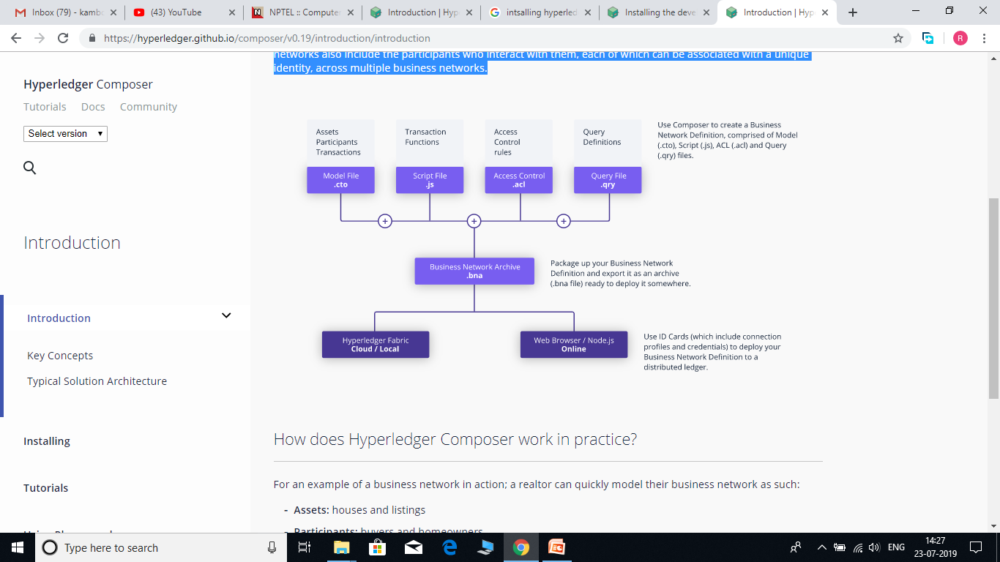 Inbox (79) - kambo
(43) YouTube
NPTEL :: Computer
Introduction | Hyp
intsalling hyperled
Installing the deve
Introduction | Hyp
https://hyperledger.github.io/composer/v0.19/introduction/introduction
R
networks also include the participants who interact with them, each of which can be associated with a unique
identity, across multiple business networks.
Hyperledger Composer
Tutorials Docs Community
Select version
Introduction
Introduction
Key Concepts
Typical Solution Architecture
Installing
Tutorials
Assets
Participants
Transactions
Model File
.cto
Transaction
Functions
Script File
.js
Access
Control
rules
Access Control
.acl
Query
Definitions
Query File
.qry
Use Composer to create a Business
Network Definition, comprised of Model
(.cto), Script (.js), ACL (.acl) and Query
(.qry) files.
+ + +
Business Network Archive
.bna
Package up your Business Network
Definition and export it as an archive
(.bna file) ready to deploy it somewhere.
Hyperledger Fabric
Cloud / Local
Web Browser / Node.js
Online
Use ID Cards (which include connection
profiles and credentials) to deploy your
Business Network Definition to a
distributed ledger.
How does Hyperledger Composer work in practice?
For an example of a business network in action; a realtor can quickly model their business network as such:
- Assets: houses and listings
- Participants: buyers and homeowners
Type here to search
ENG
14:27
23-07-2019